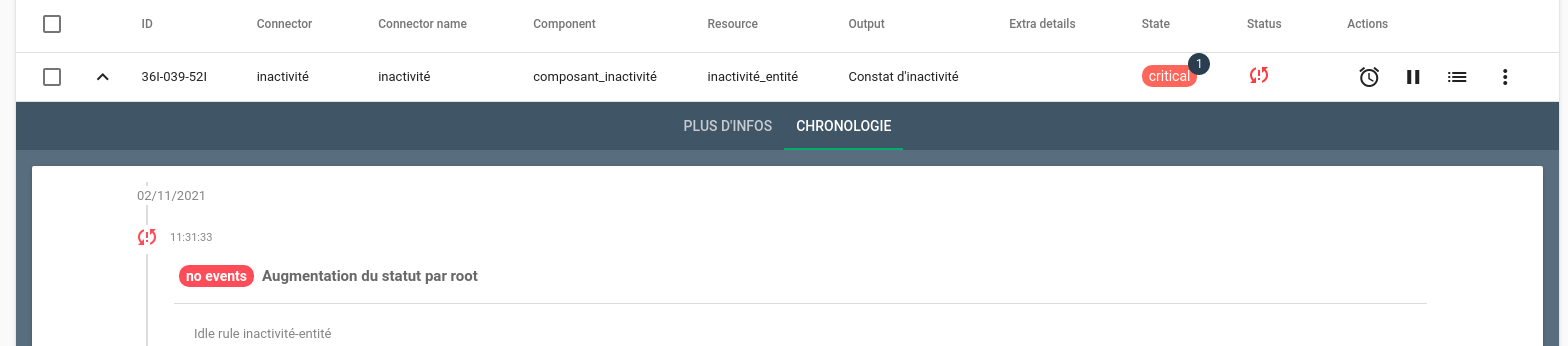 ID Connector Connector name Component Resource Output Extra details State Status Actions
36I-039-52I inactivité inactivité composant_inactivité inactivité_entité Constat d'inactivité critical 1
PLUS D'INFOS CHRONOLOGIE
02/11/2021
11:31:33
no events Augmentation du statut par root
Idle rule inactivité-entité